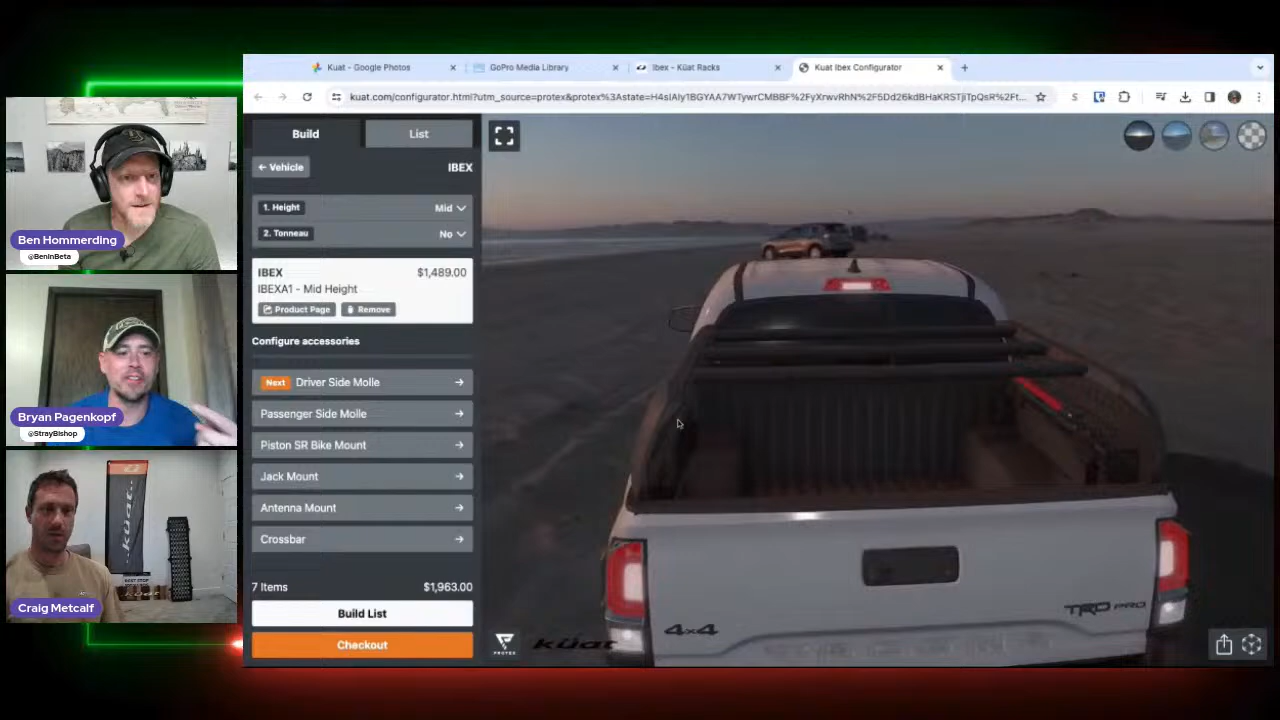 Kuat - Google Photos
GoPro Media Library
Ibex - Küat Racks
Kuat Ibex Configurator
Build
List
← Vehicle
IBEX
1. Height
Mid
2. Tonneau
No
IBEX
$1,489.00
IBEXA1 - Mid Height
Product Page
Remove
Configure accessories
Next
Driver Side Molle
Passenger Side Molle
Piston SR Bike Mount
Jack Mount
Antenna Mount
Crossbar
7 Items
$1,963.00
Build List
Checkout
PROTEX
küat
4x4
TRD PRO
Ben Hommerding
@BeninBeta
Bryan Pagenkopf
@StrayBishop
küat
Craig Metcalf